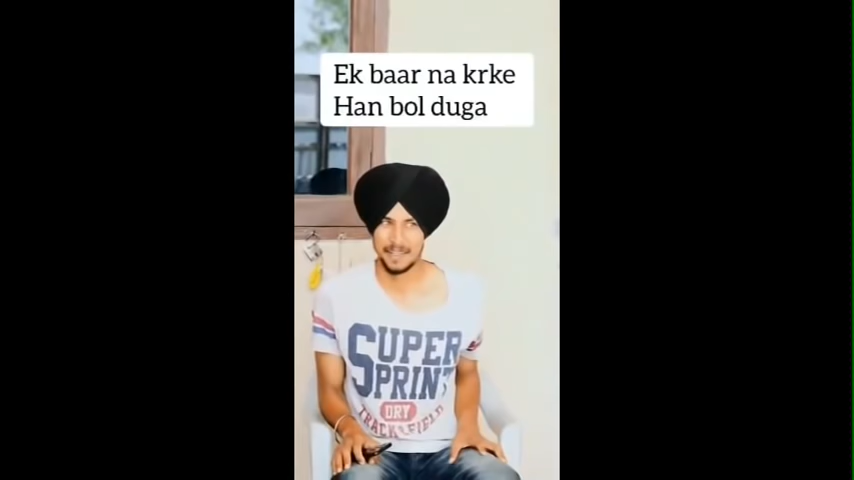 Ek baar na krke
Han bol duga
SUPER
SPRINT
DRY
TRACK & FIELD